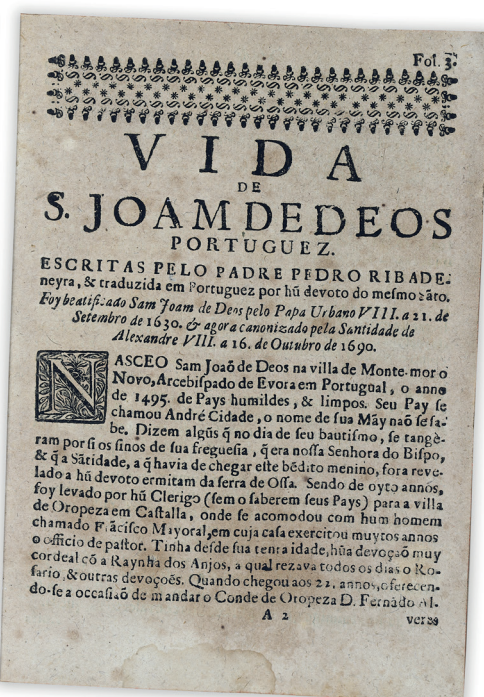 Fol. 3.
VIDA
DE
S. JOAM DE DEOS
PORTUGUEZ.
ESCRITAS PELO PADRE PEDRO RIBADE-
neyra, & traduzida em Portuguez por hũ devoto do mesmo sãto.
Foy beatificado Sam Joam de Deos pelo Papa Urbano VIII. a 21. de
Setembro de 1630. & agora canonizado pela Santidade de
Alexandre VIII. a 16. de Outubro de 1690.
NASCEO Sam Joaõ de Deos na villa de Monte mor o
Novo, Arcebispado de Evora em Portugual, o anno
de 1495. de Pays humildes, & limpos. Seu Pay se
chamou André Cidade, o nome de sua Mãy naõ se sa-
be. Dizem algũs q̃ no dia de seu bautismo, se tangè-
ram por si os sinos de sua freguesia, q̃ era nossa Senhora do Bispo,
& q̃ a Sãtidade, a q̃ havia de chegar este bẽdito menino, fora reve-
lado a hũ devoto ermitam da serra de Ossa. Sendo de oyto annos,
foy levado por hũ Clerigo (sem o saberem seus Pays) para a villa
de Oropeza em Castalla, onde se acomodou com hum homem
chamado Frãcisco Mayoral, em cuja casa exercitou muytos annos
o officio de pastor. Tinha desde sua tenra idade, hũa devoçaõ muy
cordeal cõ a Raynha dos Anjos, a qual rezava todos os dias o Ro-
sario, & outras devoçoẽs. Quando chegou aos 22. annos, oferecen-
do-se a occasiaõ de mandar o Conde de Oropeza D. Fernãdo Al-
A 2
veres